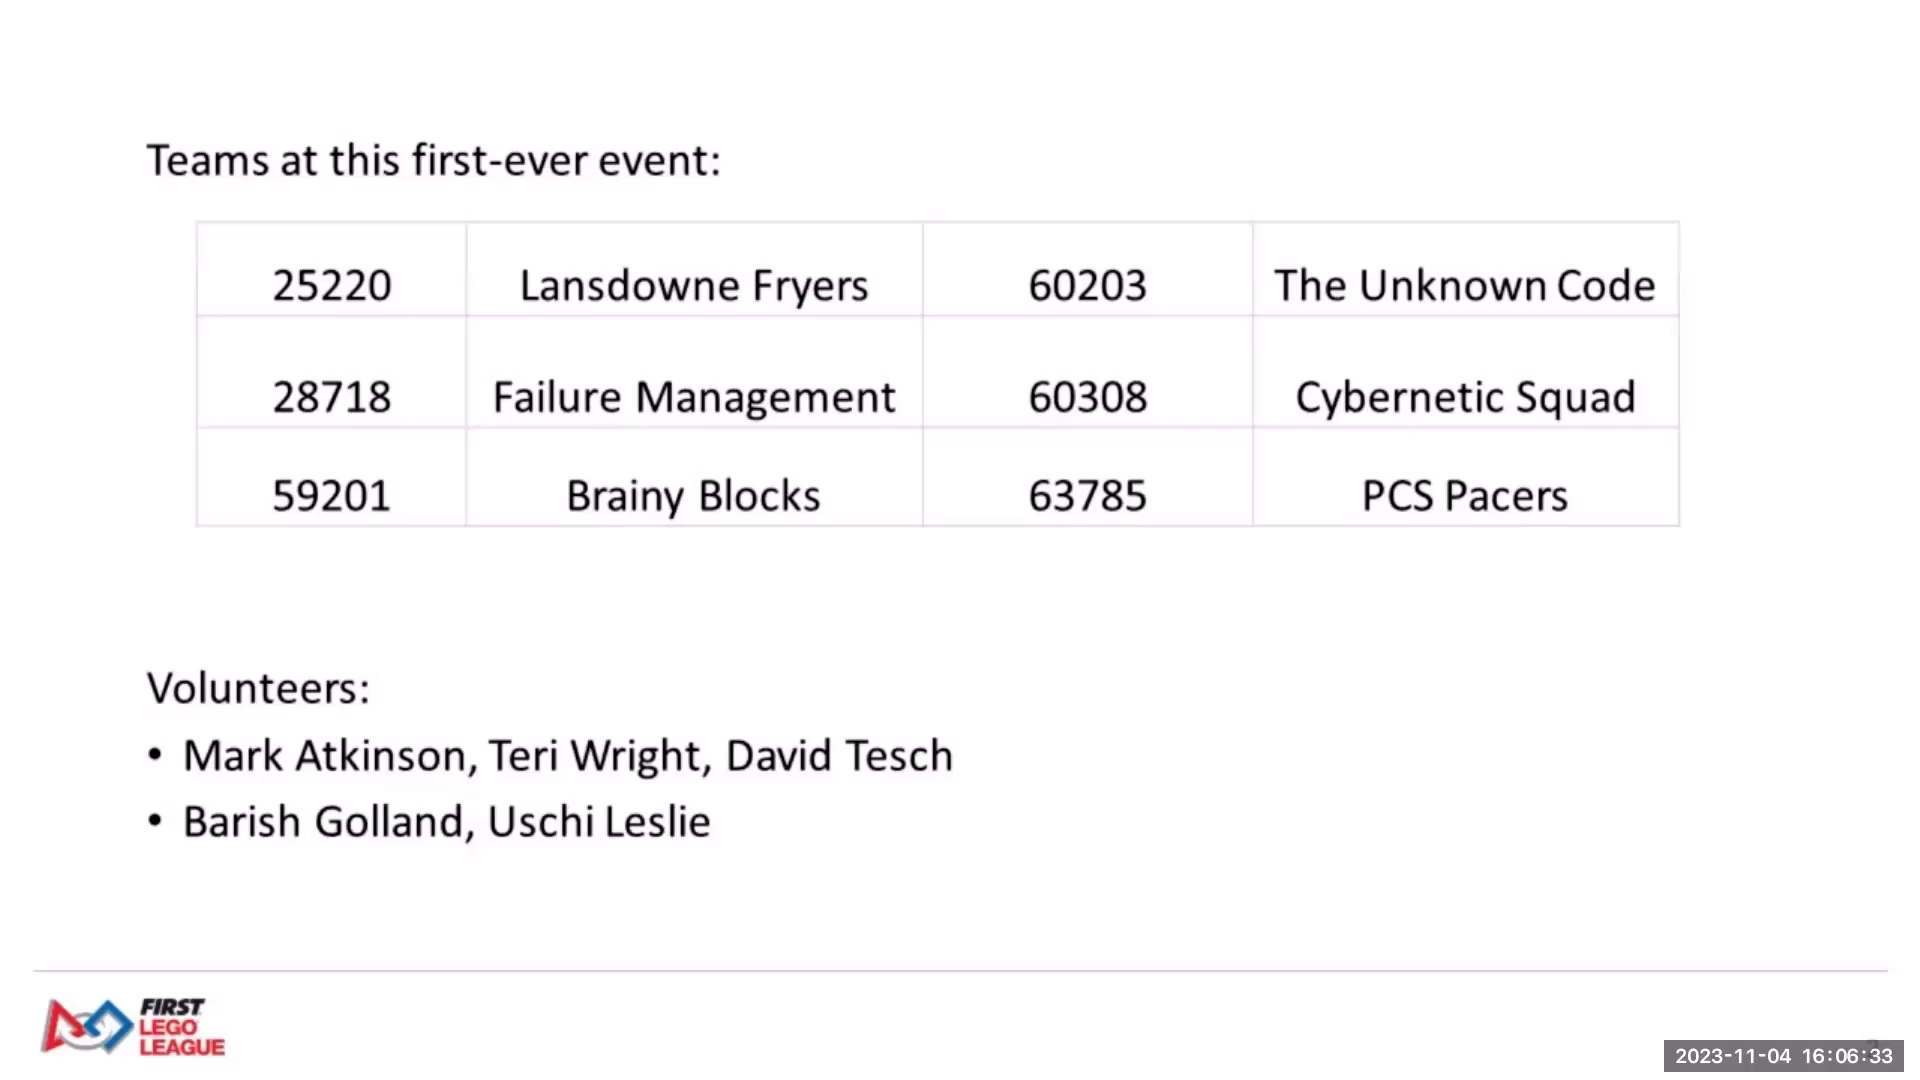 Teams at this first-ever event:
25220 Lansdowne Fryers 60203 The Unknown Code
28718 Failure Management 60308 Cybernetic Squad
59201 Brainy Blocks 63785 PCS Pacers
Volunteers:
• Mark Atkinson, Teri Wright, David Tesch
• Barish Golland, Uschi Leslie
FIRST
LEGO
LEAGUE
2023-11-04 16:06:33